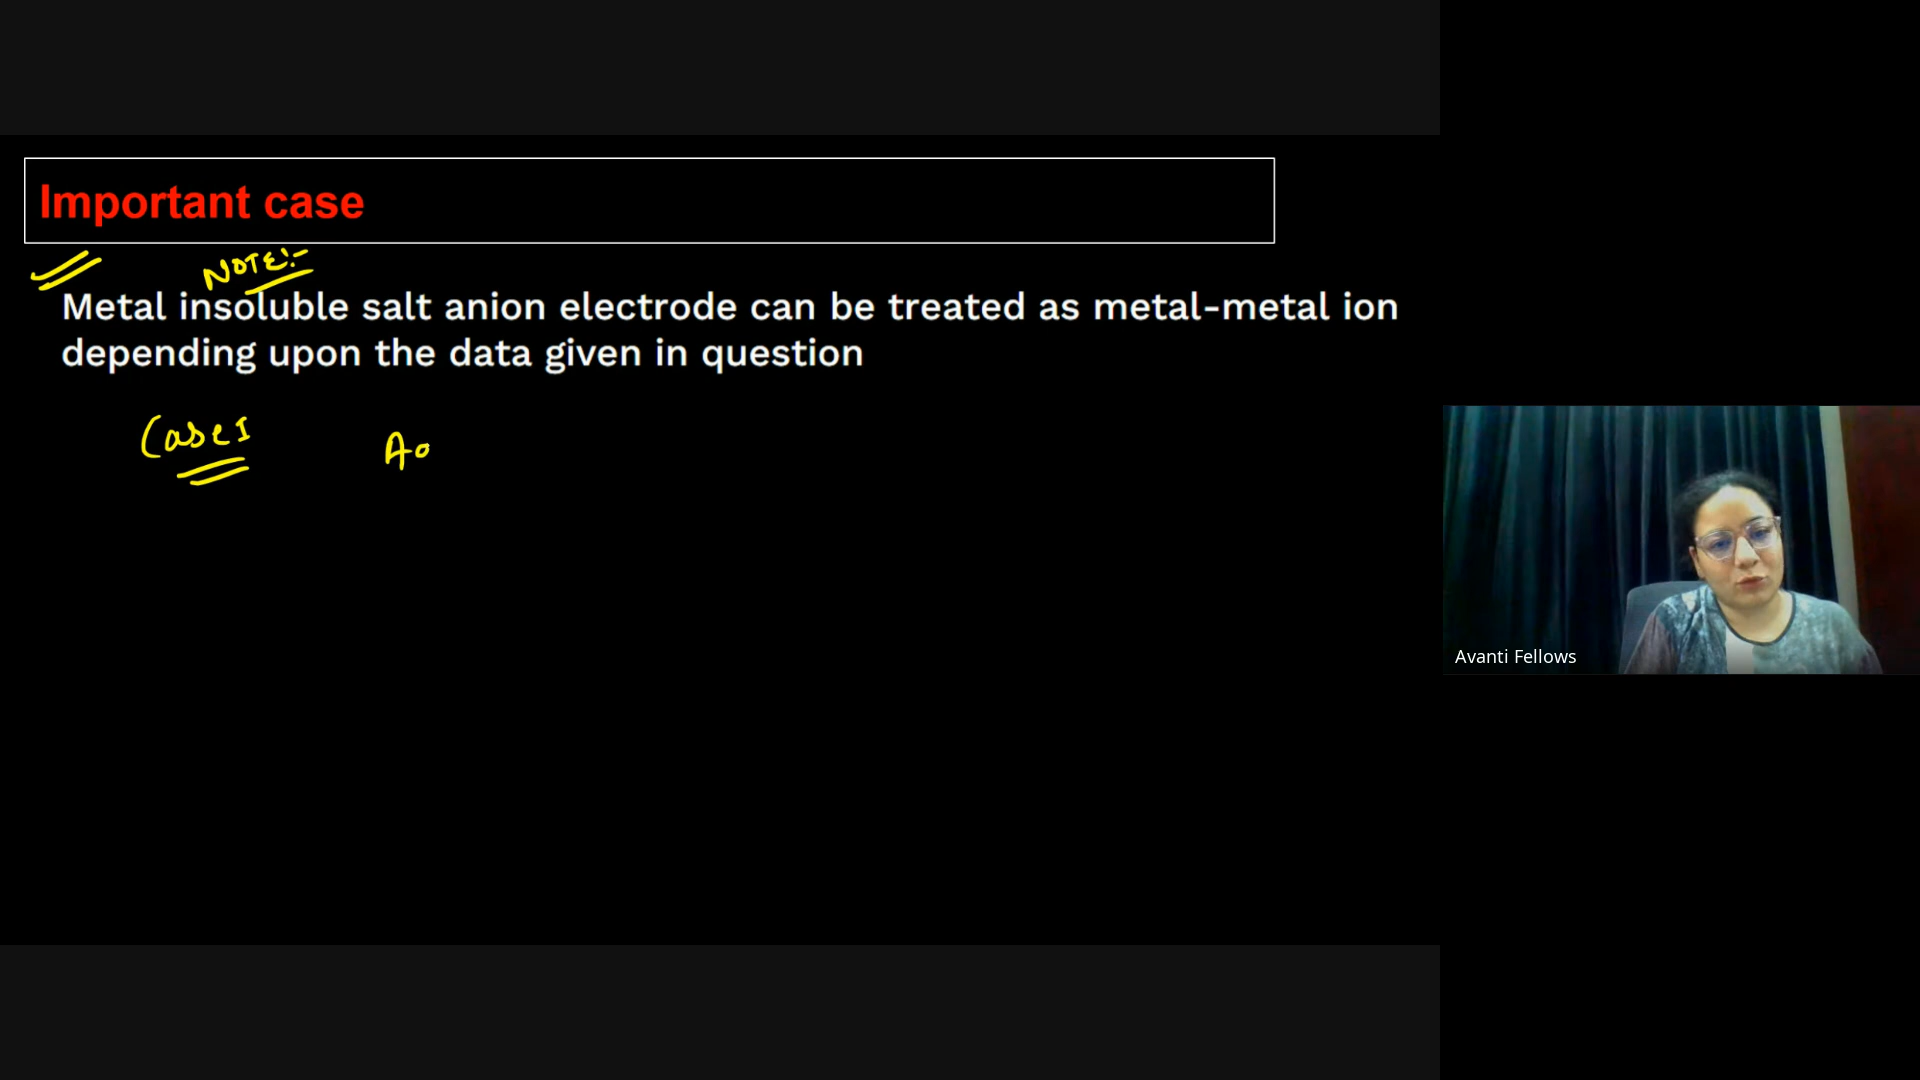 Important case
NOTE:-
Metal insoluble salt anion electrode can be treated as metal-metal ion
depending upon the data given in question
Case I
Avanti Fellows